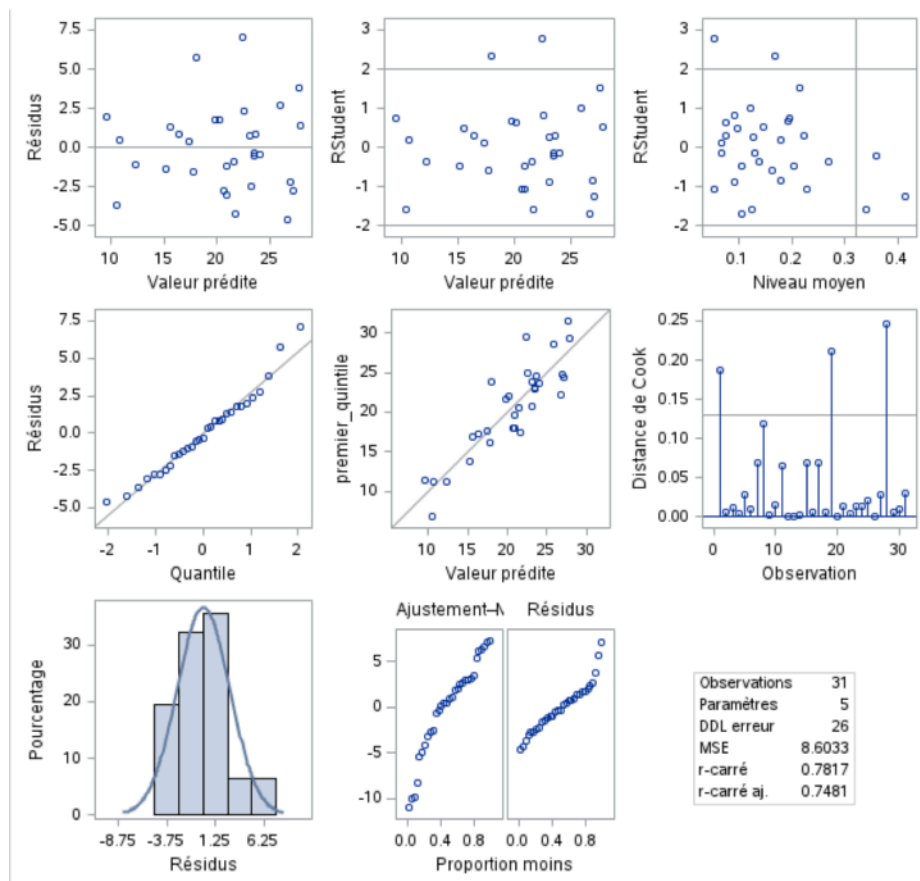 7.5
5.0
2.5
0.0
-2.5
-5.0
Résidus
10 15 20 25
Valeur prédite
3
2
1
0
-1
-2
RStudent
10 15 20 25
Valeur prédite
3
2
1
0
-1
-2
RStudent
0.1 0.2 0.3 0.4
Niveau moyen
7.5
5.0
2.5
0.0
-2.5
-5.0
Résidus
-2 -1 0 1 2
Quantile
30
25
20
15
10
premier_quintile
10 15 20 25 30
Valeur prédite
0.25
0.20
0.15
0.10
0.05
0.00
Distance de Cook
0 10 20 30
Observation
30
20
10
0
Pourcentage
-8.75 -3.75 1.25 6.25
Résidus
Ajustement–M Résidus
5
0
-5
-10
0.0 0.4 0.8 0.0 0.4 0.8
Proportion moins
Observations 31
Paramètres 5
DDL erreur 26
MSE 8.6033
r-carré 0.7817
r-carré aj. 0.7481